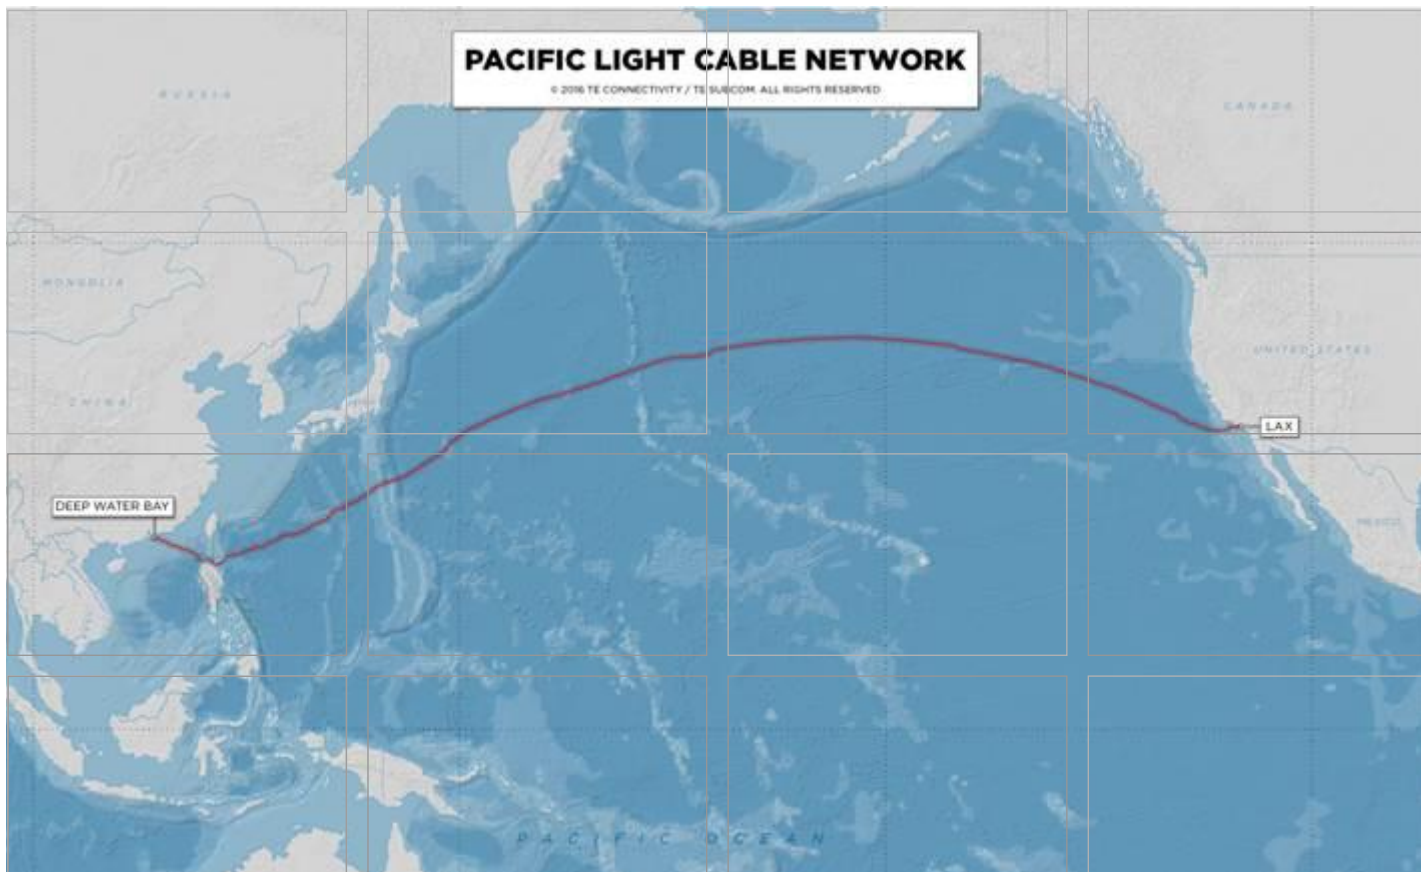 PACIFIC LIGHT CABLE NETWORK
© 2016 TE CONNECTIVITY / TE SUBCOM. ALL RIGHTS RESERVED
RUSSIA
CANADA
MONGOLIA
UNITED STATES
CHINA
LAX
DEEP WATER BAY
MEXICO
PACIFIC OCEAN